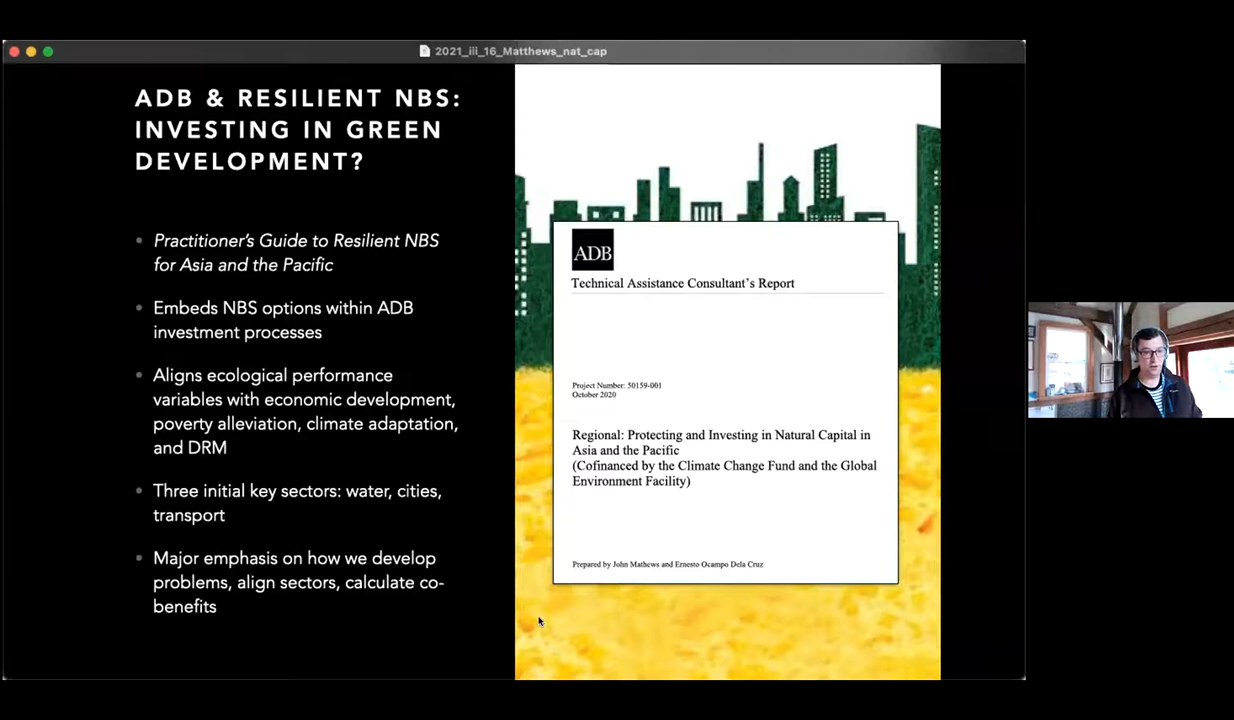 2021_iii_16_Matthews_nat_cap
ADB & RESILIENT NBS:
INVESTING IN GREEN
DEVELOPMENT?
• Practitioner's Guide to Resilient NBS
for Asia and the Pacific
• Embeds NBS options within ADB
investment processes
• Aligns ecological performance
variables with economic development,
poverty alleviation, climate adaptation,
and DRM
• Three initial key sectors: water, cities,
transport
• Major emphasis on how we develop
problems, align sectors, calculate co-
benefits
ADB
Technical Assistance Consultant's Report
Project Number: 50159-001
October 2020
Regional: Protecting and Investing in Natural Capital in
Asia and the Pacific
(Cofinanced by the Climate Change Fund and the Global
Environment Facility)
Prepared by John Mathews and Ernesto Ocampo Dela Cruz